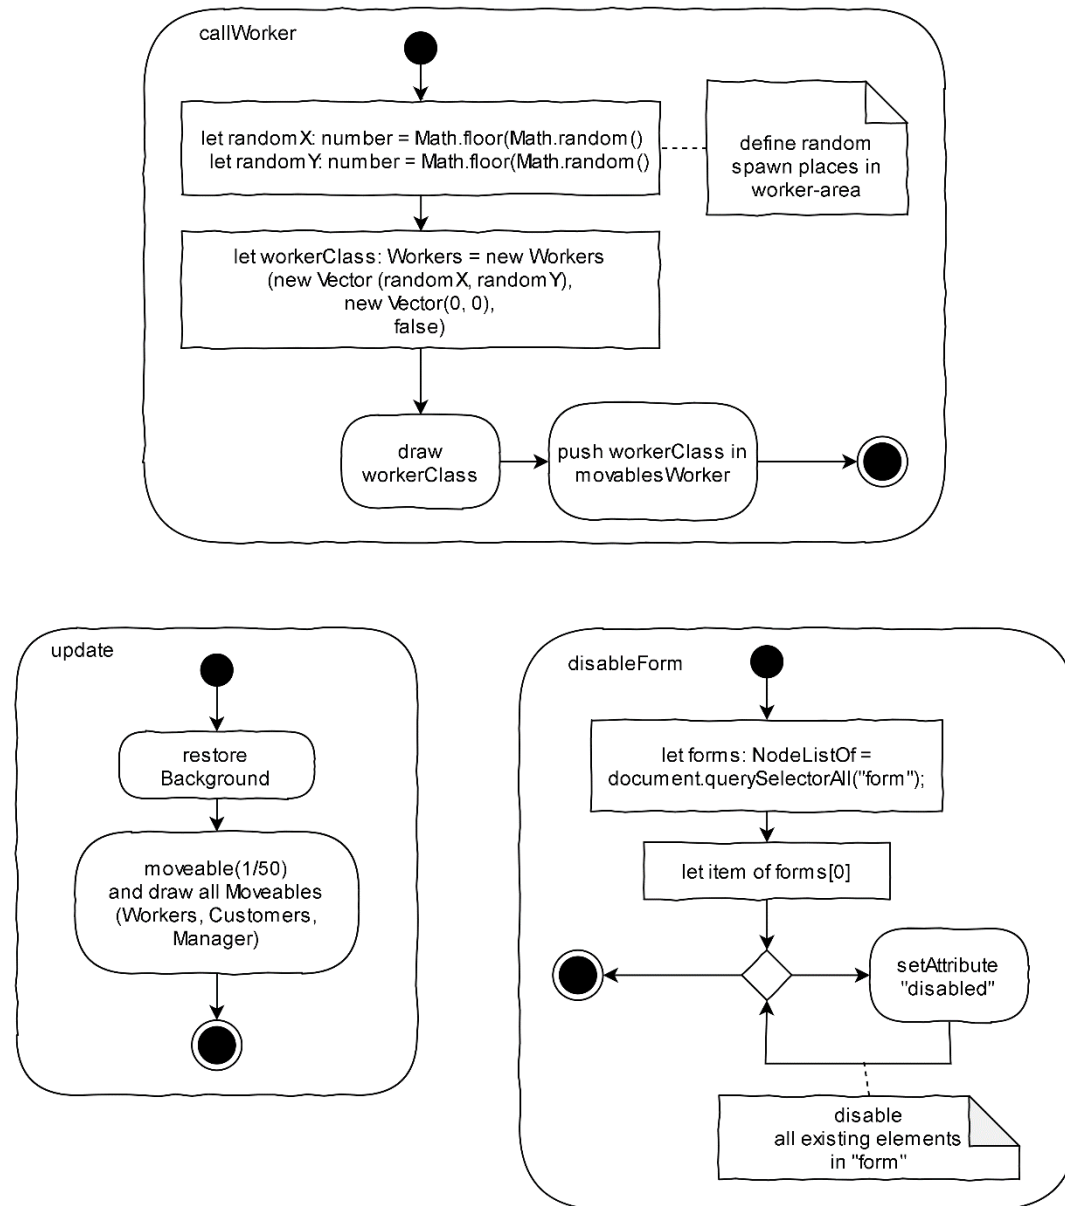 callWorker
let randomX: number = Math.floor(Math.random()
let randomY: number = Math.floor(Math.random()
define random
spawn places in
worker-area
let workerClass: Workers = new Workers
(new Vector (randomX, randomY),
new Vector(0, 0),
false)
draw
workerClass
push workerClass in
movablesWorker
update
restore
Background
moveable(1/50)
and draw all Moveables
(Workers, Customers,
Manager)
disableForm
let forms: NodeListOf =
document.querySelectorAll("form");
let item of forms[0]
setAttribute
"disabled"
disable
all existing elements
in "form"